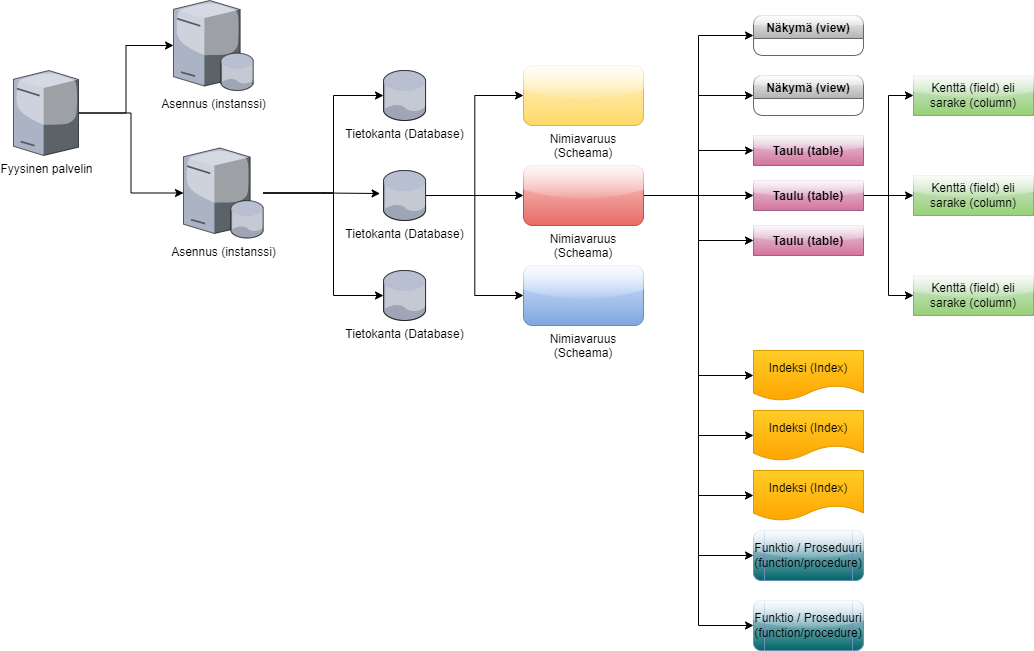 Fyysinen palvelin
Asennus (instanssi)
Asennus (instanssi)
Tietokanta (Database)
Tietokanta (Database)
Tietokanta (Database)
Nimiavaruus
(Scheama)
Nimiavaruus
(Scheama)
Nimiavaruus
(Scheama)
Näkymä (view)
Näkymä (view)
Taulu (table)
Taulu (table)
Taulu (table)
Indeksi (Index)
Indeksi (Index)
Indeksi (Index)
Funktio / Proseduuri
(function/procedure)
Funktio / Proseduuri
(function/procedure)
Kenttä (field) eli
sarake (column)
Kenttä (field) eli
sarake (column)
Kenttä (field) eli
sarake (column)